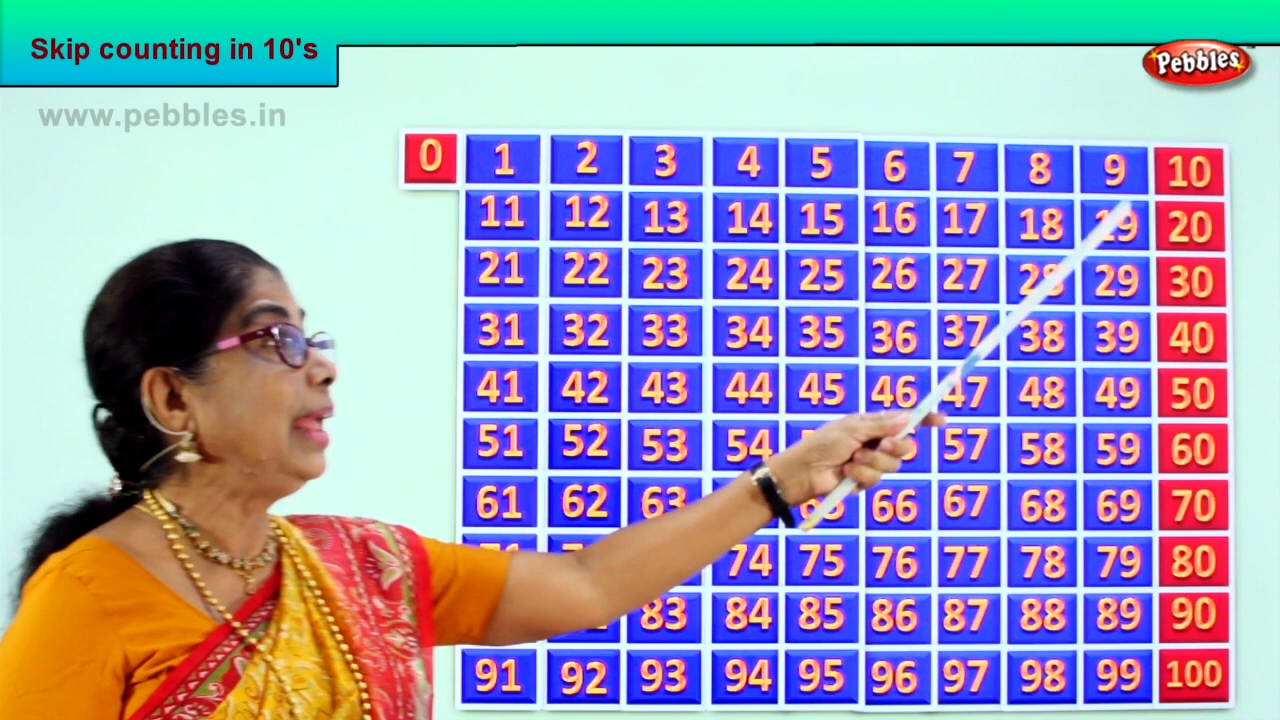 Skip counting in 10's
Pebbles
www.pebbles.in
0 1 2 3 4 5 6 7 8 9 10
11 12 13 14 15 16 17 18 19 20
21 22 23 24 25 26 27 28 29 30
31 32 33 34 35 36 37 38 39 40
41 42 43 44 45 46 47 48 49 50
51 52 53 54 57 58 59 60
61 62 63 66 67 68 69 70
74 75 76 77 78 79 80
83 84 85 86 87 88 89 90
91 92 93 94 95 96 97 98 99 100